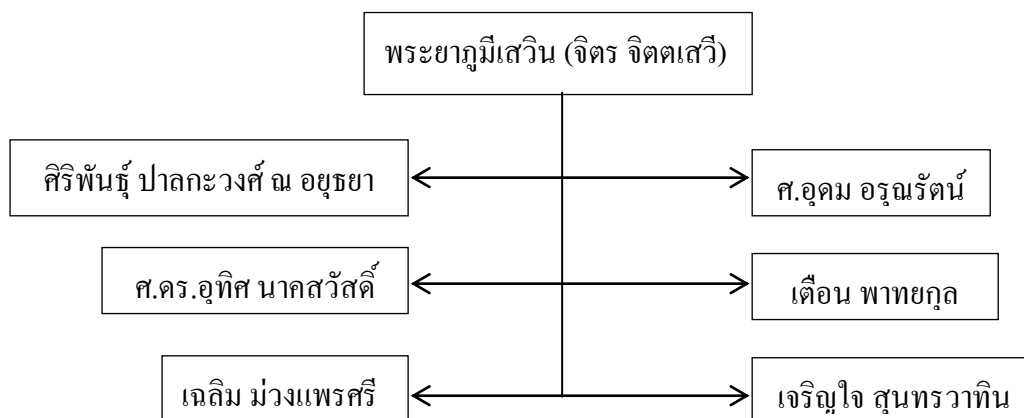 พระยาภูมีเสวิน (จิตร จิตตเสวี)
ศิริพันธุ์ ปาลกะวงศ์ ณ อยุธยา
ศ.อุดม อรุณรัตน์
ศ.ดร.อุทิศ นาคสวัสดิ์
เตือน พาทยกุล
เฉลิม ม่วงแพรศรี
เจริญใจ สุนทรวาทิน